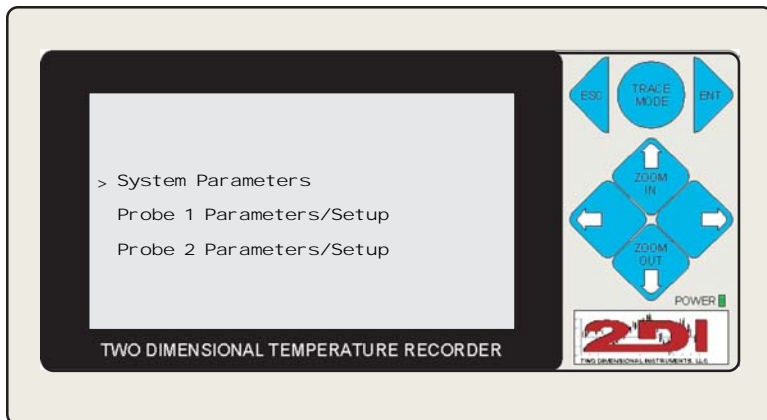 > System Parameters
Probe 1 Parameters/Setup
Probe 2 Parameters/Setup
TWO DIMENSIONAL TEMPERATURE RECORDER
ESC
TRACE
MODE
ENT
ZOOM
IN
ZOOM
OUT
POWER
2DI
TWO DIMENSIONAL INSTRUMENTS, LLC